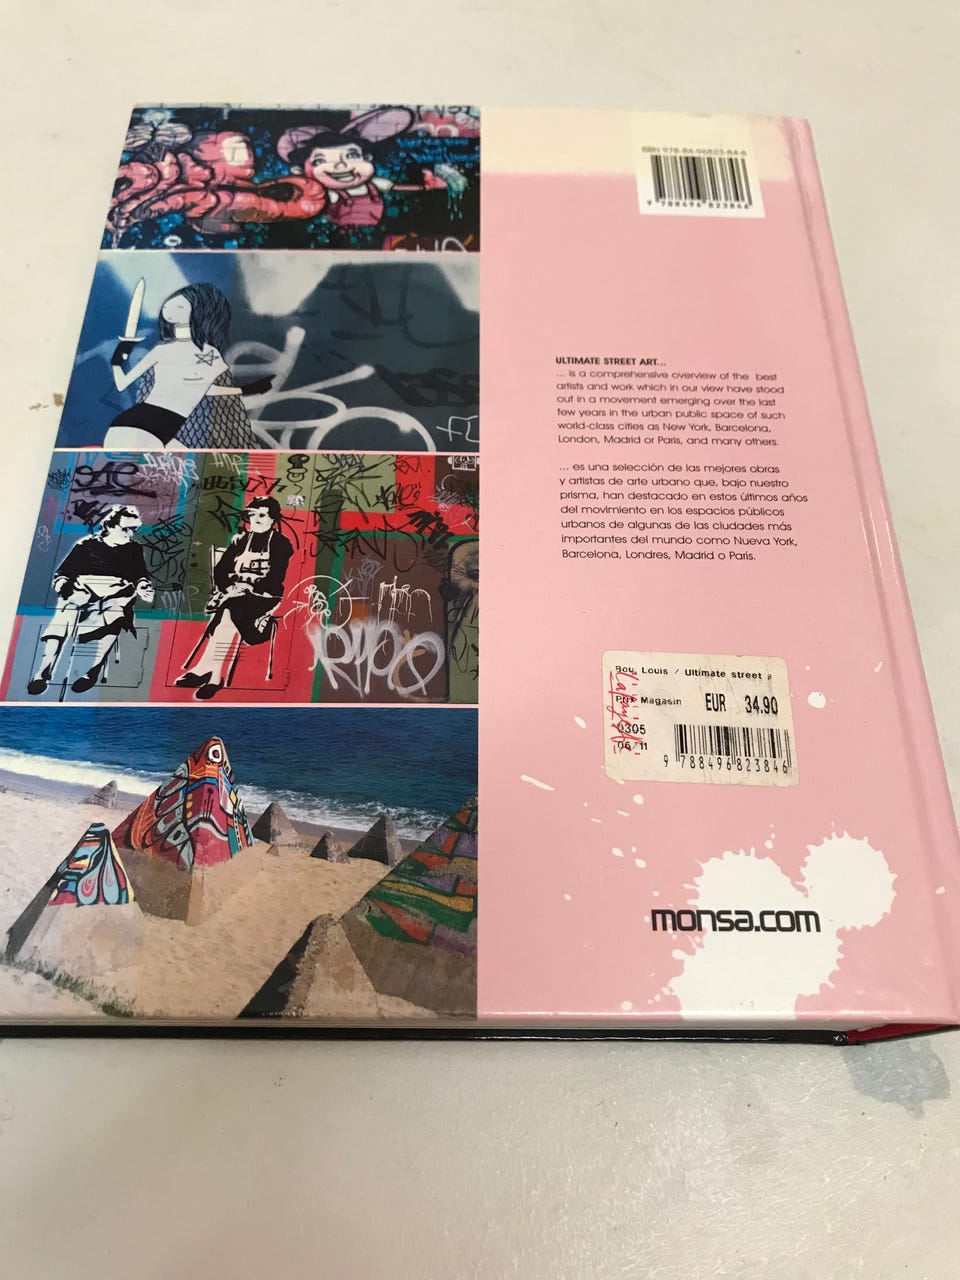 ISBN 978-84-96823-84-6
9 788496 823846
ULTIMATE STREET ART...
... is a comprehensive overview of the best
artists and work which in our view have stood
out in a movement emerging over the last
few years in the urban public space of such
world-class cities as New York, Barcelona,
London, Madrid or Paris, and many others.
... es una selección de las mejores obras
y artistas de arte urbano que, bajo nuestro
prisma, han destacado en estos últimos años
del movimiento en los espacios públicos
urbanos de algunas de las ciudades más
importantes del mundo como Nueva York,
Barcelona, Londres, Madrid o Paris.
Bou, Louis / Ultimate street
Magasin EUR 34.90
0305
06/11
9 788496 823846
monsa.com